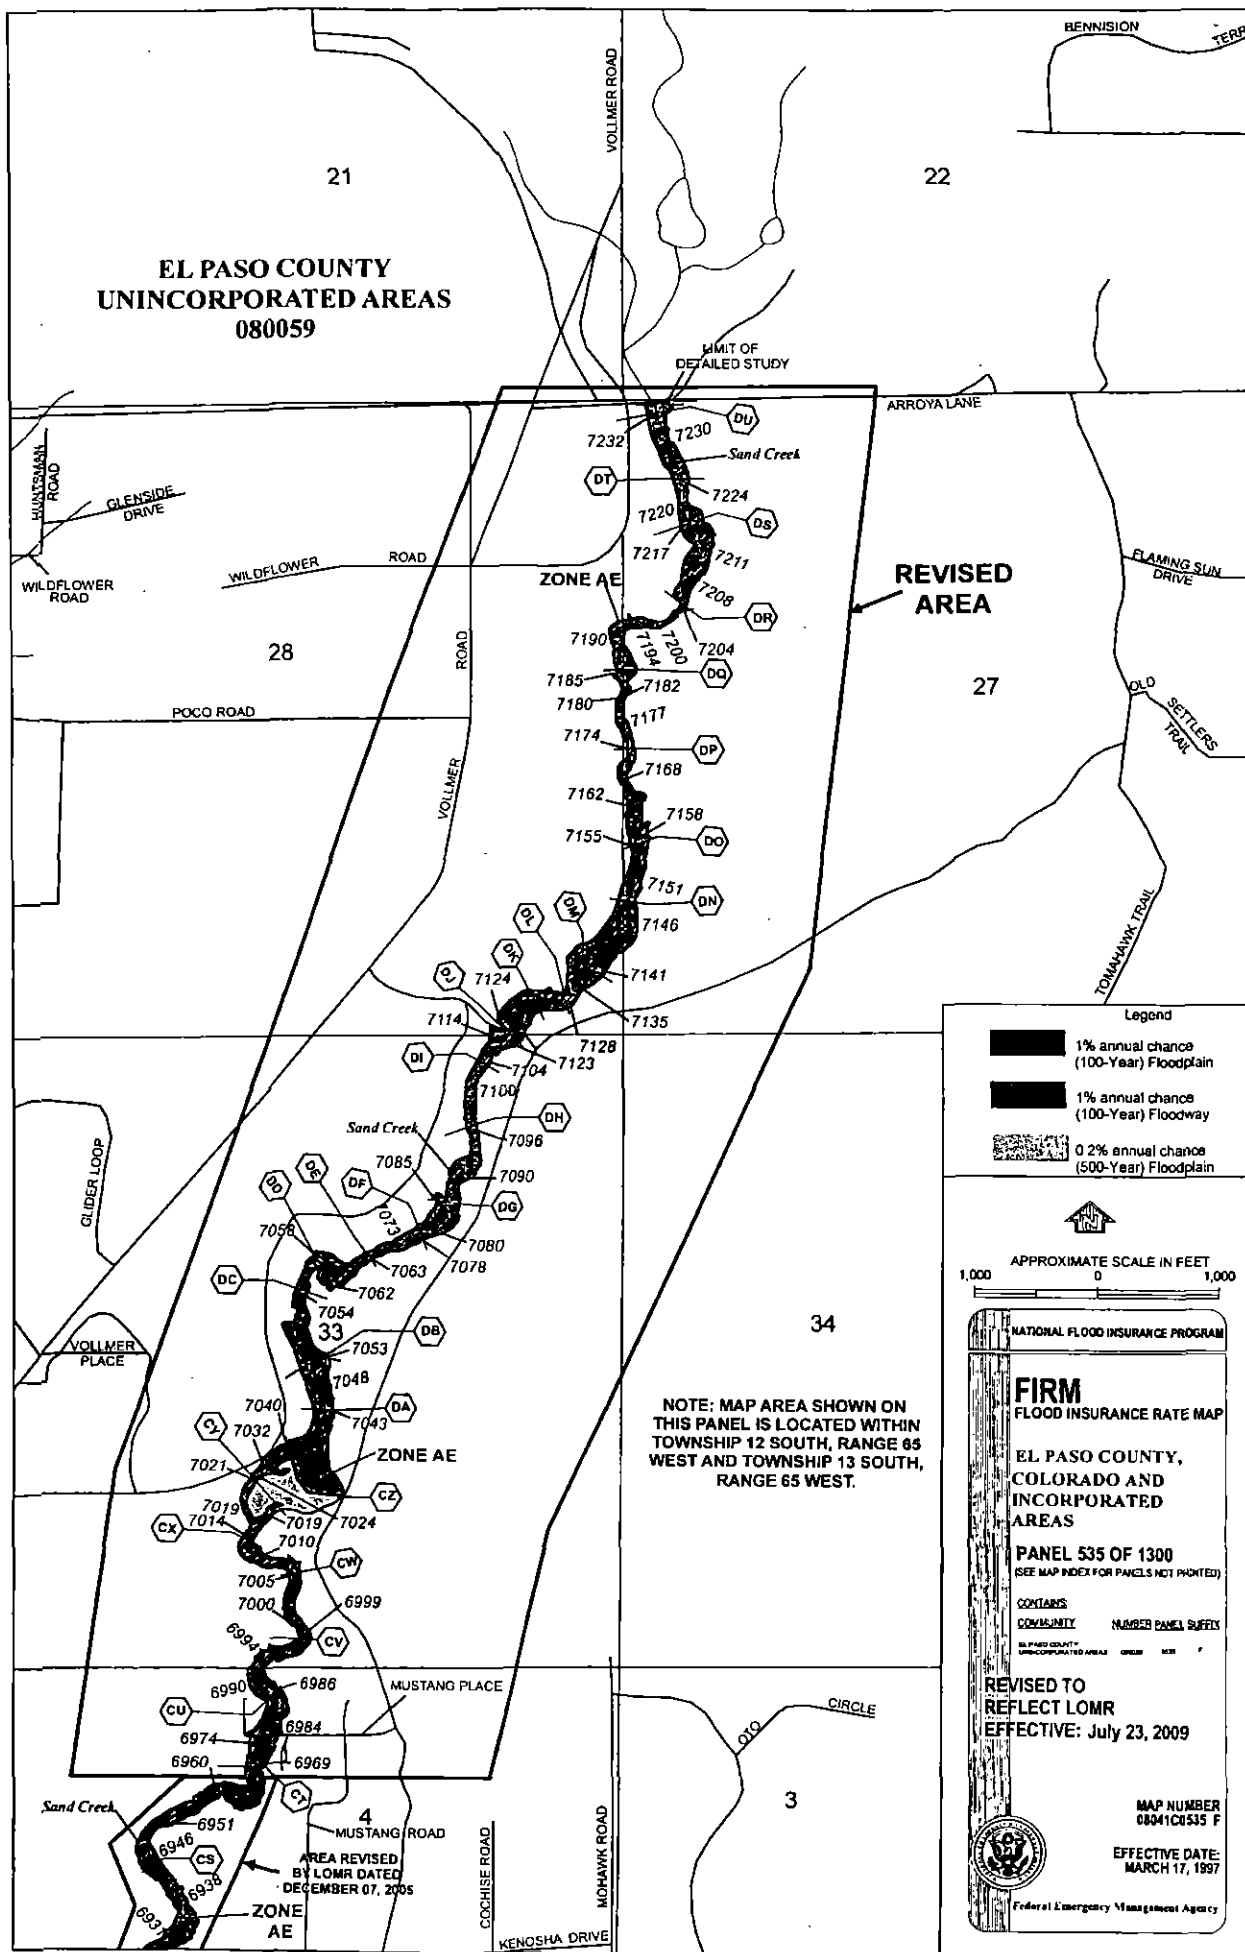 BENNISION
TERR
VOLLMER ROAD
21
22
EL PASO COUNTY
UNINCORPORATED AREAS
080059
LIMIT OF
DETAILED STUDY
ARROYA LANE
DU
7232
7230
Sand Creek
DT
7224
HUNTSMAN
ROAD
GLENSIDE
DRIVE
7220
DS
7217
7211
WILDFLOWER
ROAD
WILDFLOWER
ROAD
ZONE AE
REVISED
AREA
FLAMING SUN
DRIVE
7208
DR
7190
7194
7200
7204
28
ROAD
27
7185
DQ
7182
7180
OLD
SETTLERS
TRAIL
POCO ROAD
7177
7174
DP
VOLLMER
7168
7162
7158
7155
DO
7151
DN
DM
DL
7146
DK
TOMAHAWK TRAIL
DJ
7124
7141
7114
7135
7128
DI
7104
7123
7100
DH
Sand Creek
7096
7085
7090
GLIDER LOOP
DE
DF
DD
DG
7073
7058
7080
7063
7078
DC
7062
7054
33
34
DB
VOLLMER
PLACE
7053
7048
DA
7040
7043
CY
7032
ZONE AE
7021
CZ
7019
7019
7024
CX
7014
7010
CW
7005
7000
6999
CV
6994
6990
6986
MUSTANG PLACE
CU
6984
6974
6960
6969
CT
Sand Creek
4
3
6951
MUSTANG ROAD
6946
CS
AREA REVISED
BY LOMR DATED
DECEMBER 07, 2005
6938
6931
ZONE
AE
COCHISE ROAD
MOHAWK ROAD
KENOSHA DRIVE
OTO
CIRCLE
NOTE: MAP AREA SHOWN ON
THIS PANEL IS LOCATED WITHIN
TOWNSHIP 12 SOUTH, RANGE 65
WEST AND TOWNSHIP 13 SOUTH,
RANGE 65 WEST.
Legend
1% annual chance
(100-Year) Floodplain
1% annual chance
(100-Year) Floodway
0.2% annual chance
(500-Year) Floodplain
N
APPROXIMATE SCALE IN FEET
1,000 0 1,000
NATIONAL FLOOD INSURANCE PROGRAM
FIRM
FLOOD INSURANCE RATE MAP
EL PASO COUNTY,
COLORADO AND
INCORPORATED
AREAS
PANEL 535 OF 1300
(SEE MAP INDEX FOR PANELS NOT PRINTED)
CONTAINS:
COMMUNITY NUMBER PANEL SUFFIX
EL PASO COUNTY
UNINCORPORATED AREAS
REVISED TO
REFLECT LOMR
EFFECTIVE: July 23, 2009
MAP NUMBER
08041C0535 F
EFFECTIVE DATE:
MARCH 17, 1997
Federal Emergency Management Agency